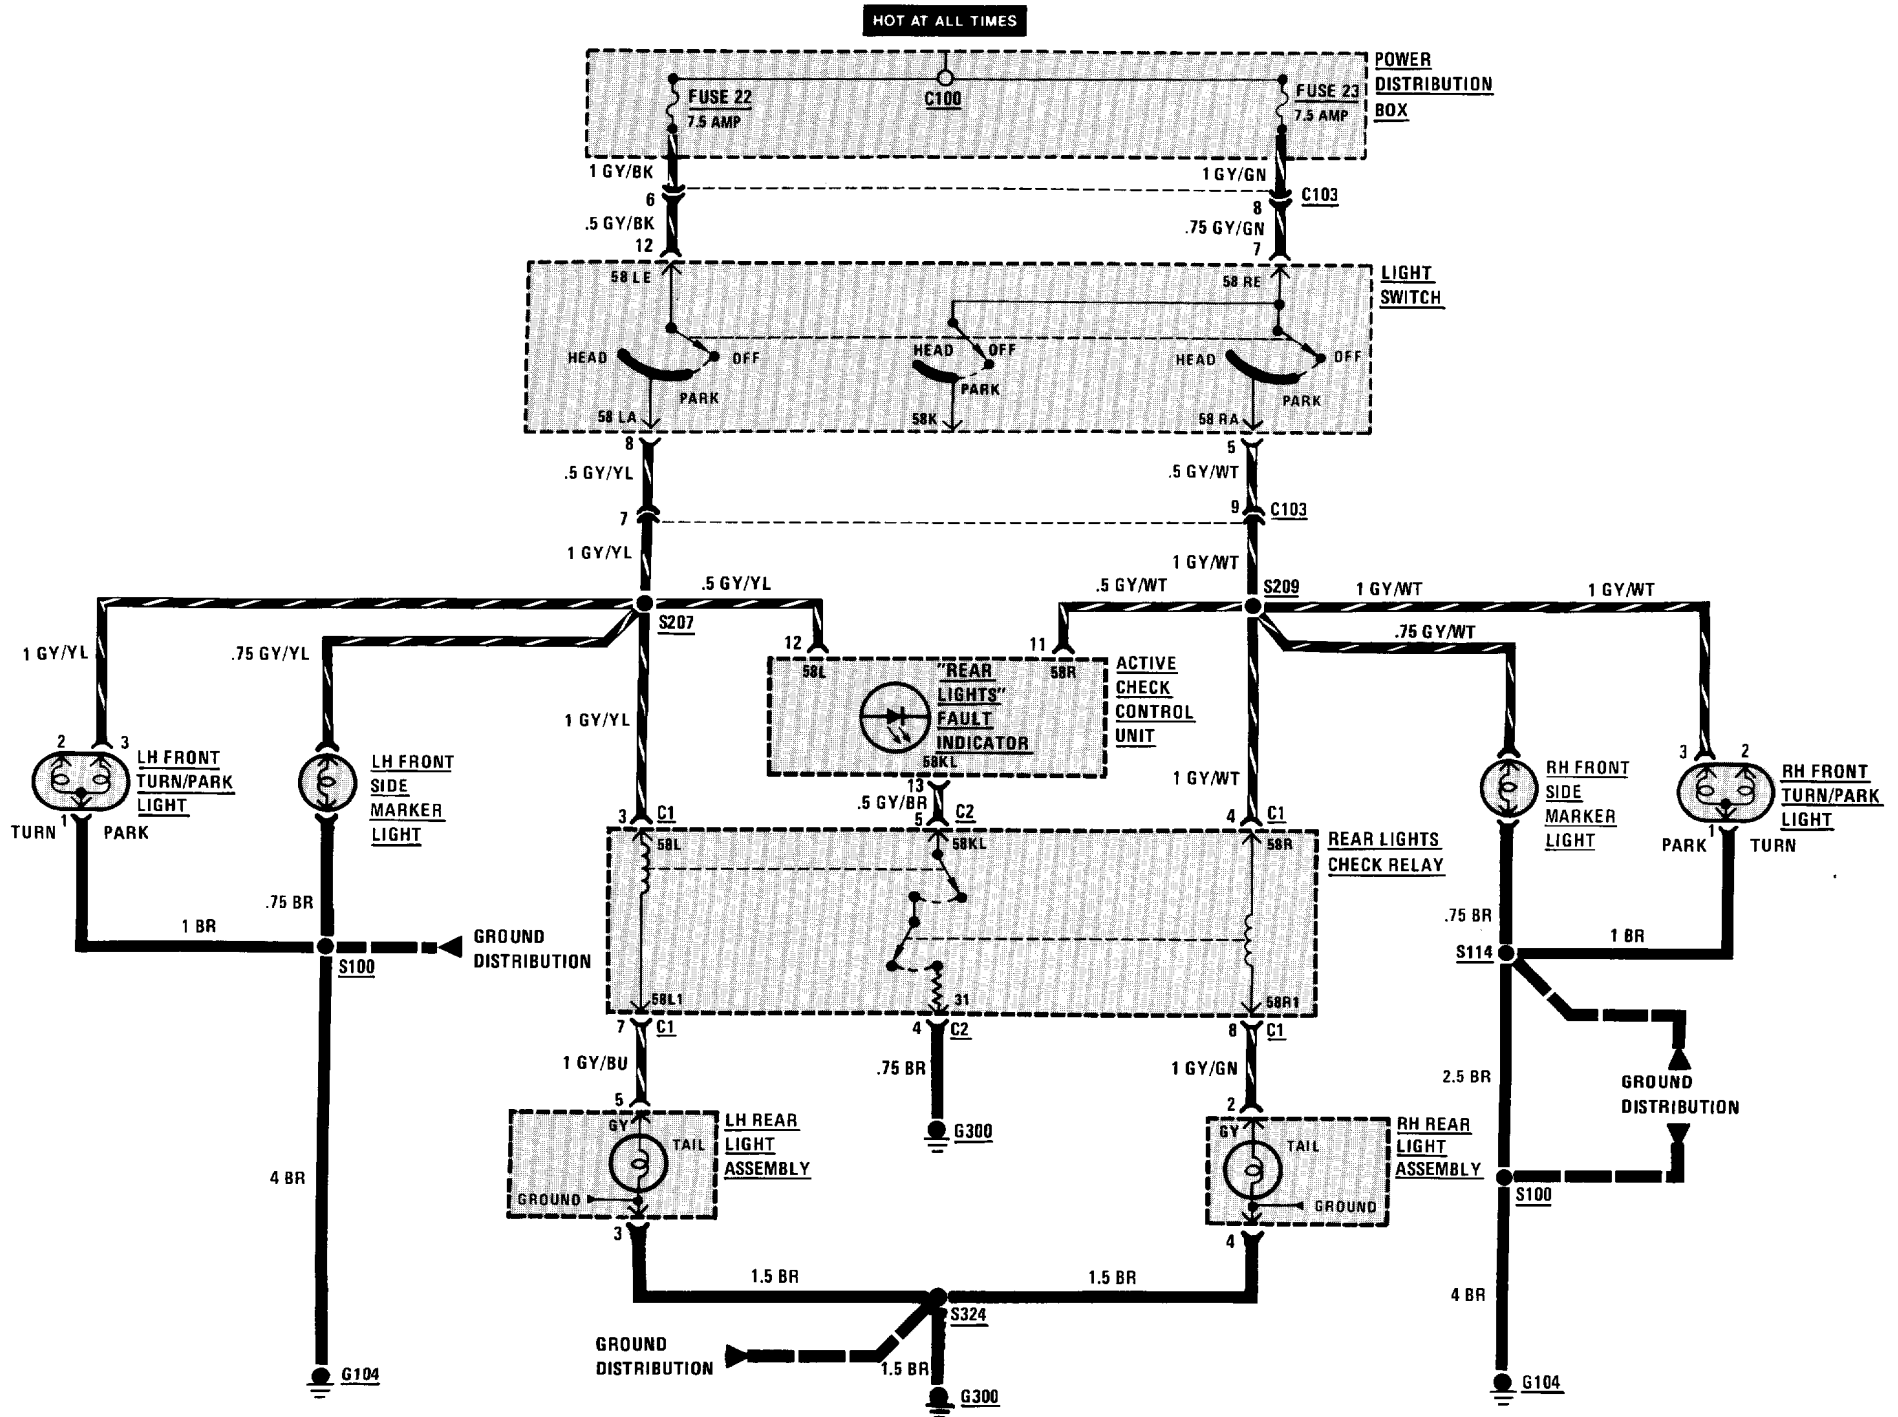 HOT AT ALL TIMES
POWER
DISTRIBUTION
BOX
FUSE 22
7.5 AMP
C100
FUSE 23
7.5 AMP
1 GY/BK
1 GY/GN
6
8
C103
.5 GY/BK
.75 GY/GN
12
7
58 LE
58 RE
LIGHT
SWITCH
HEAD
OFF
PARK
HEAD
OFF
PARK
HEAD
OFF
PARK
58 LA
58K
58 RA
8
5
.5 GY/YL
.5 GY/WT
7
9
C103
1 GY/YL
1 GY/WT
.5 GY/YL
.5 GY/WT
S209
1 GY/WT
1 GY/WT
S207
1 GY/YL
.75 GY/YL
.75 GY/WT
12
11
58L
58R
"REAR
LIGHTS"
FAULT
INDICATOR
58KL
ACTIVE
CHECK
CONTROL
UNIT
1 GY/YL
1 GY/WT
2
3
LH FRONT
TURN/PARK
LIGHT
TURN
1
PARK
LH FRONT
SIDE
MARKER
LIGHT
RH FRONT
SIDE
MARKER
LIGHT
3
2
RH FRONT
TURN/PARK
LIGHT
PARK
1
TURN
13
.5 GY/BR
3
C1
5
C2
4
C1
58L
58KL
58R
REAR LIGHTS
CHECK RELAY
.75 BR
1 BR
S100
GROUND
DISTRIBUTION
.75 BR
1 BR
S114
58L1
31
58R1
7
C1
4
C2
8
C1
1 GY/BU
.75 BR
1 GY/GN
2.5 BR
GROUND
DISTRIBUTION
5
2
GY
TAIL
GROUND
LH REAR
LIGHT
ASSEMBLY
G300
GY
TAIL
GROUND
RH REAR
LIGHT
ASSEMBLY
4 BR
S100
3
4
1.5 BR
1.5 BR
S324
4 BR
GROUND
DISTRIBUTION
1.5 BR
G104
G300
G104